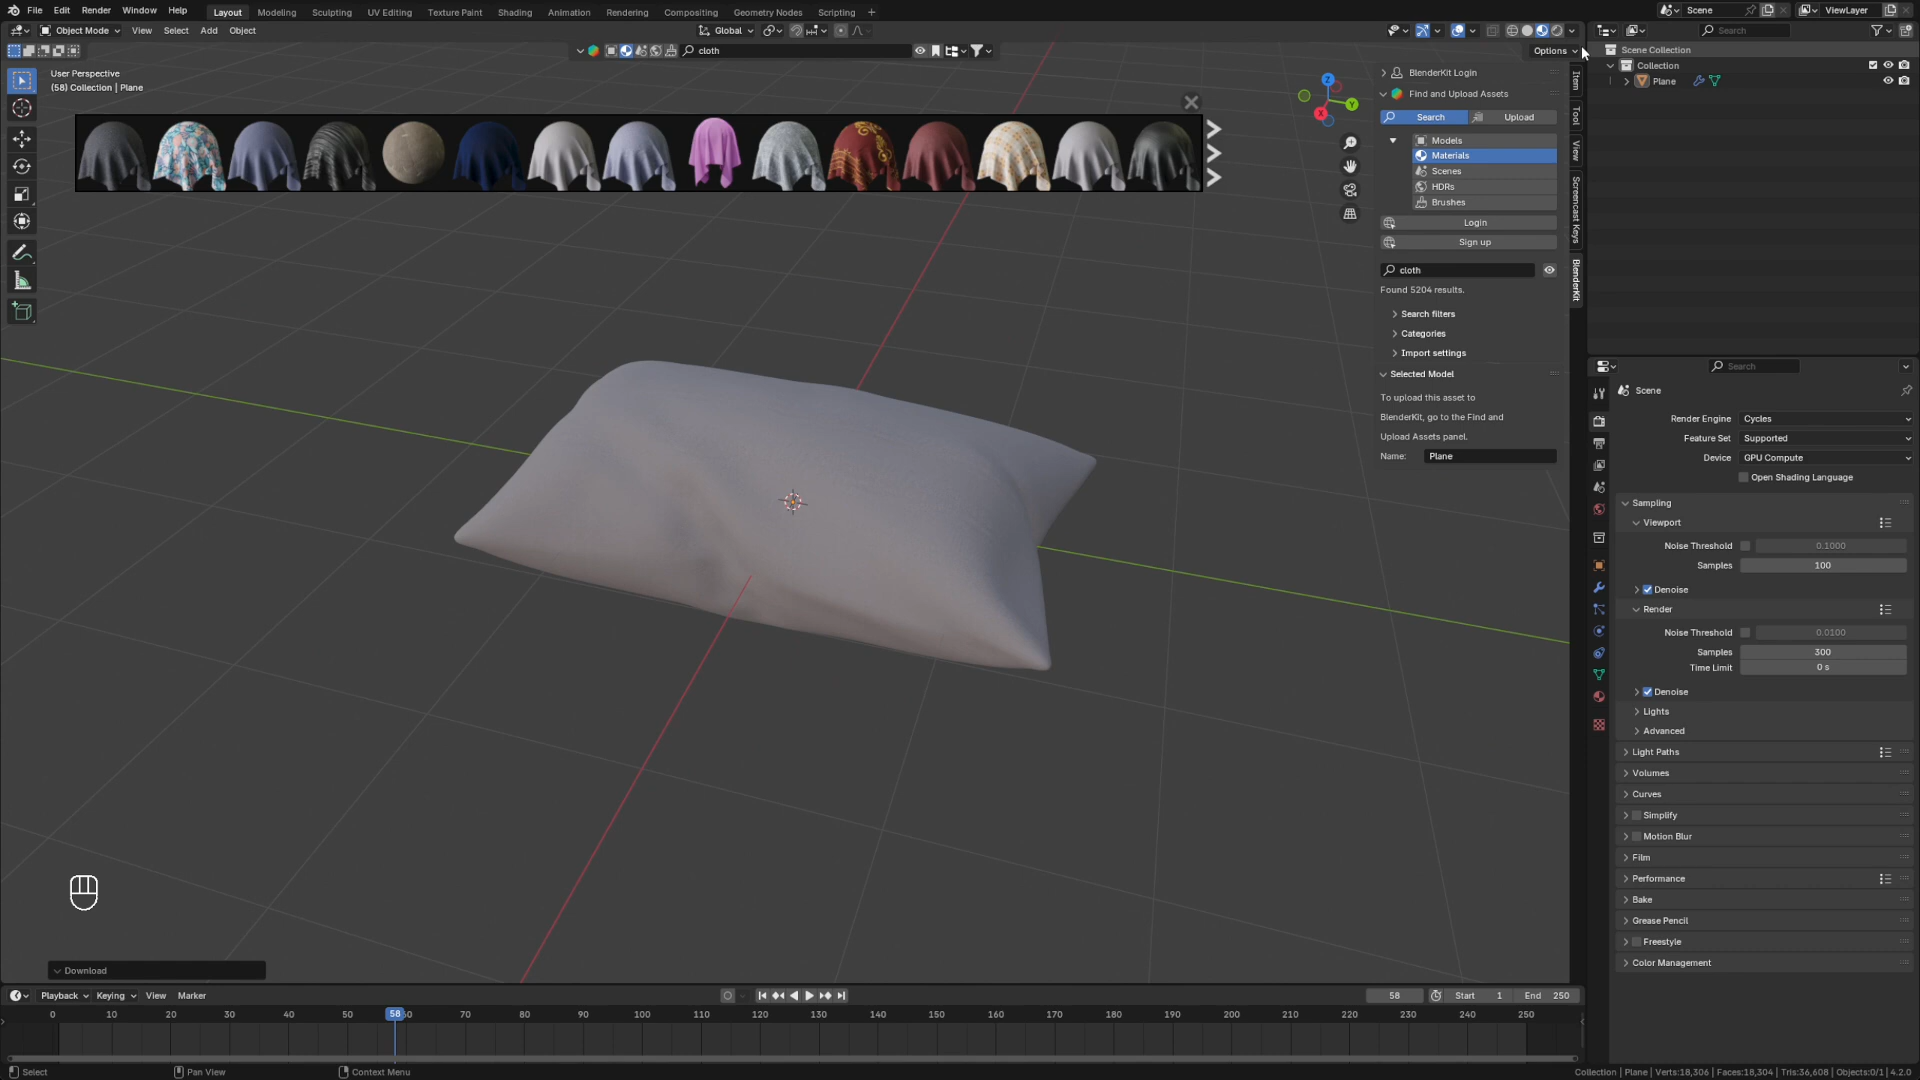 File Edit Render Window Help Layout Modeling Sculpting UV Editing Texture Paint Shading Animation Rendering Compositing Geometry Nodes Scripting +
Scene ViewLayer
Object Mode View Select Add Object Global
Search
cloth
Options
User Perspective
(58) Collection | Plane
Scene Collection
Collection
Plane
Z
Y
X
Item
Tool
View
Screencast Keys
BlenderKit
BlenderKit Login
Find and Upload Assets
Search Upload
Models
Materials
Scenes
HDRs
Brushes
Login
Sign up
cloth
Found 5204 results.
Search filters
Categories
Import settings
Selected Model
To upload this asset to
BlenderKit, go to the Find and
Upload Assets panel.
Name: Plane
Search
Scene
Render Engine Cycles
Feature Set Supported
Device GPU Compute
Open Shading Language
Sampling
Viewport
Noise Threshold 0.1000
Samples 100
Denoise
Render
Noise Threshold 0.0100
Samples 300
Time Limit 0 s
Denoise
Lights
Advanced
Light Paths
Volumes
Curves
Simplify
Motion Blur
Film
Performance
Bake
Grease Pencil
Freestyle
Color Management
Download
Playback Keying View Marker
58 Start 1 End 250
0 10 20 30 40 50 58 70 80 90 100 110 120 130 140 150 160 170 180 190 200 210 220 230 240 250
Select Pan View Context Menu
Collection | Plane | Verts:18,306 | Faces:18,304 | Tris:36,608 | Objects:0/1 | 4.2.0